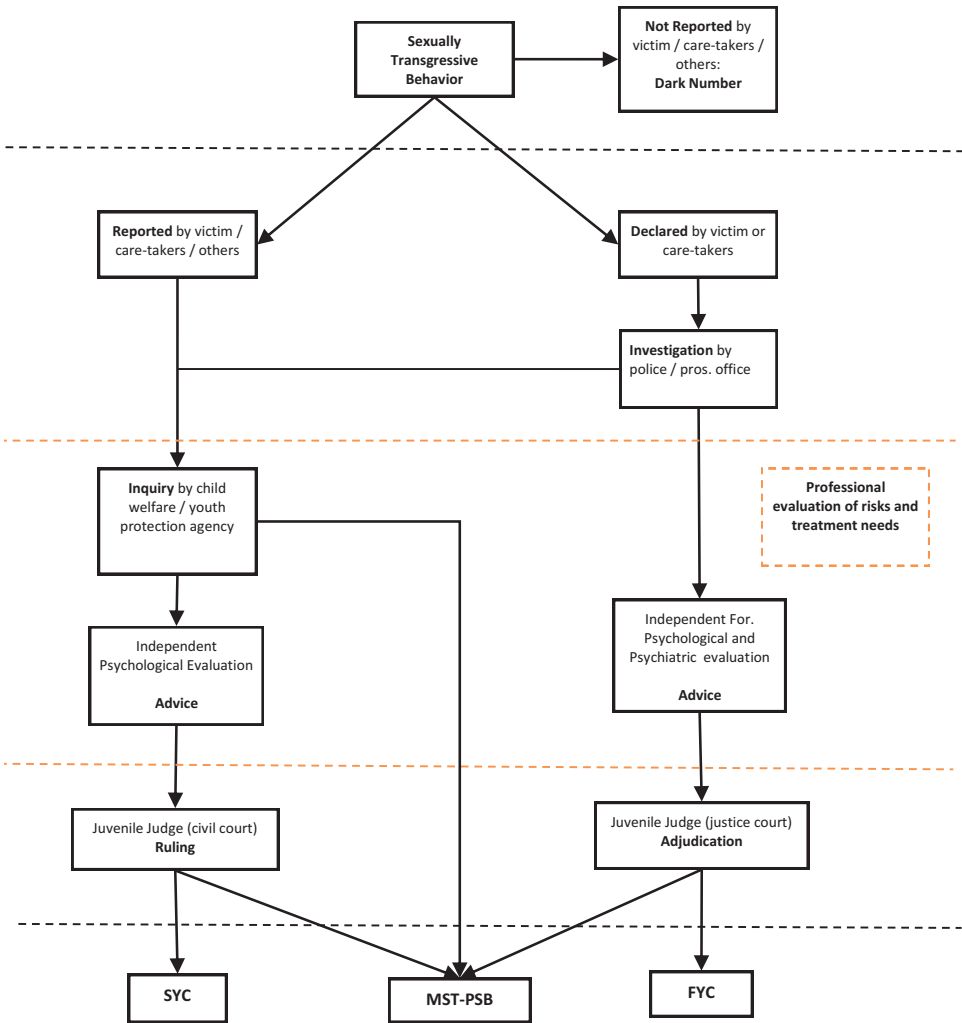 Sexually
Transgressive
Behavior
Not Reported by
victim / care-takers /
others:
Dark Number
Reported by victim /
care-takers / others
Declared by victim or
care-takers
Investigation by
police / pros. office
Inquiry by child
welfare / youth
protection agency
Professional
evaluation of risks and
treatment needs
Independent
Psychological Evaluation
Advice
Independent For.
Psychological and
Psychiatric evaluation
Advice
Juvenile Judge (civil court)
Ruling
Juvenile Judge (justice court)
Adjudication
SYC
MST-PSB
FYC